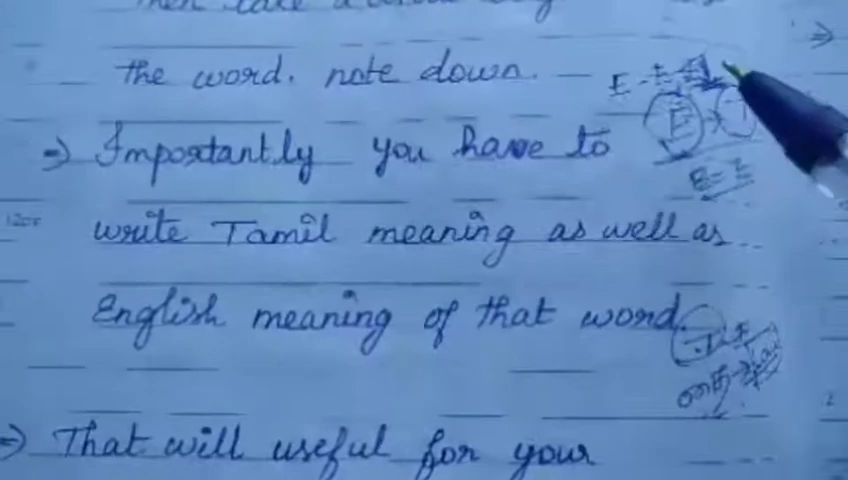 the word. note down. E - E
⇒ Importantly you have to
write Tamil meaning as well as
English meaning of that word
⇒ That will useful for your